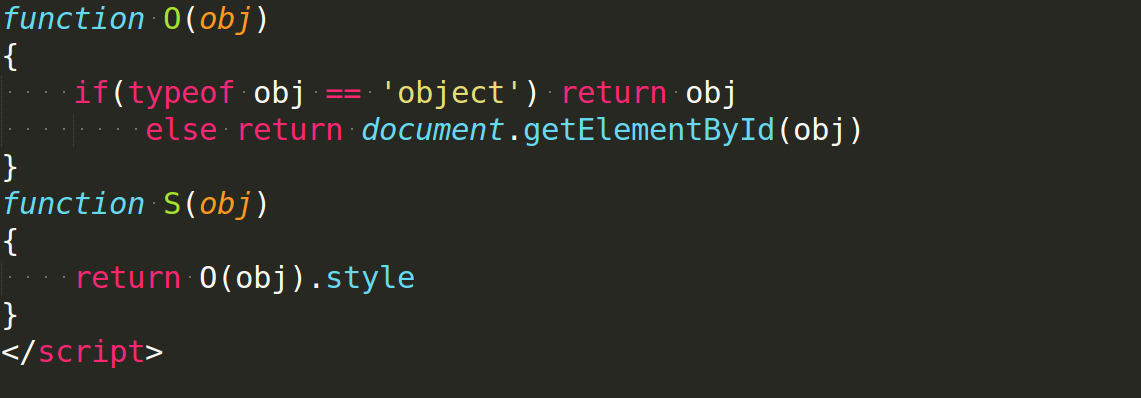 function O(obj)
{
    if(typeof obj == 'object') return obj
        else return document.getElementById(obj)
}
function S(obj)
{
    return O(obj).style
}
</script>